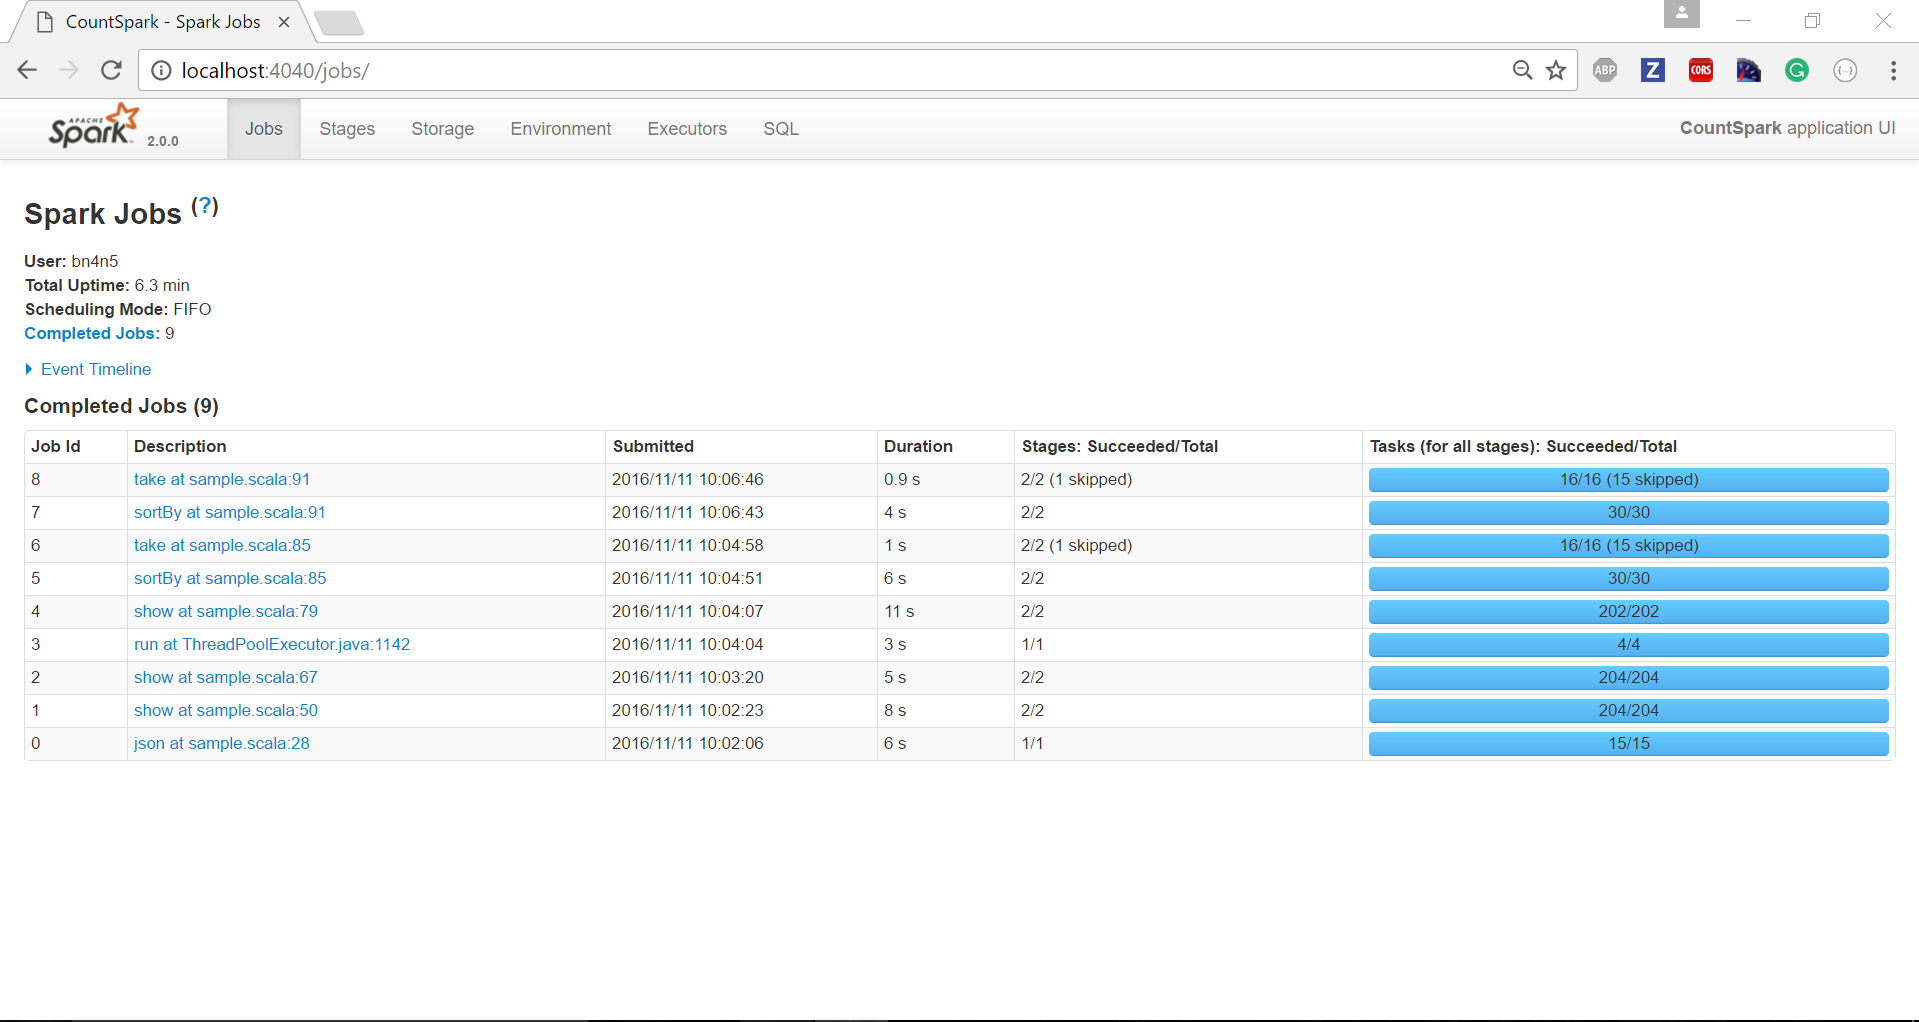 CountSpark - Spark Jobs
localhost:4040/jobs/
ABP
Z
CORS
G
{...}
APACHE
Spark™ 2.0.0
Jobs Stages Storage Environment Executors SQL
CountSpark application UI
Spark Jobs (?)
User: bn4n5
Total Uptime: 6.3 min
Scheduling Mode: FIFO
Completed Jobs: 9
Event Timeline
Completed Jobs (9)
Job Id Description Submitted Duration Stages: Succeeded/Total Tasks (for all stages): Succeeded/Total
8 take at sample.scala:91 2016/11/11 10:06:46 0.9 s 2/2 (1 skipped) 16/16 (15 skipped)
7 sortBy at sample.scala:91 2016/11/11 10:06:43 4 s 2/2 30/30
6 take at sample.scala:85 2016/11/11 10:04:58 1 s 2/2 (1 skipped) 16/16 (15 skipped)
5 sortBy at sample.scala:85 2016/11/11 10:04:51 6 s 2/2 30/30
4 show at sample.scala:79 2016/11/11 10:04:07 11 s 2/2 202/202
3 run at ThreadPoolExecutor.java:1142 2016/11/11 10:04:04 3 s 1/1 4/4
2 show at sample.scala:67 2016/11/11 10:03:20 5 s 2/2 204/204
1 show at sample.scala:50 2016/11/11 10:02:23 8 s 2/2 204/204
0 json at sample.scala:28 2016/11/11 10:02:06 6 s 1/1 15/15